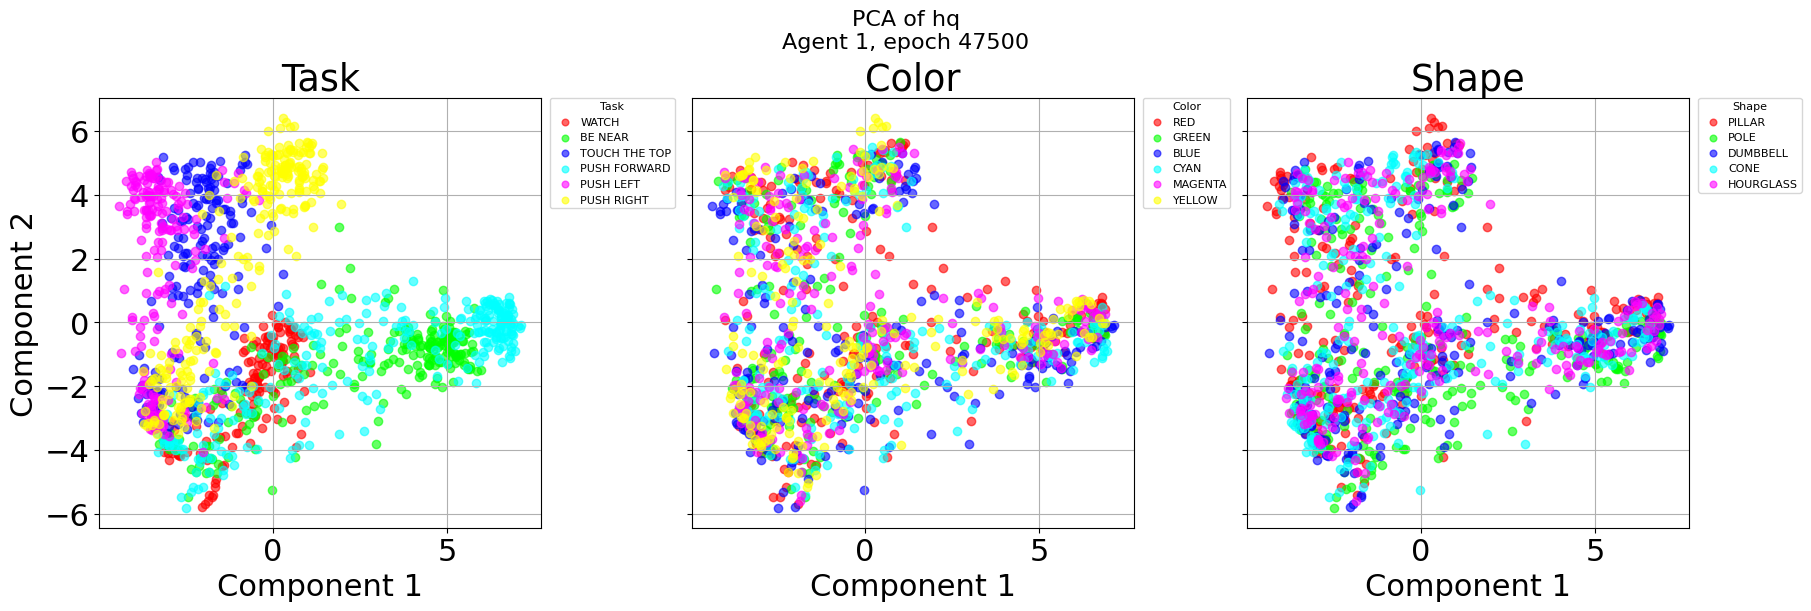 PCA of hq
Agent 1, epoch 47500
Task
Color
Shape
Component 2
6
4
2
0
−2
−4
−6
0
5
Component 1
Task
WATCH
BE NEAR
TOUCH THE TOP
PUSH FORWARD
PUSH LEFT
PUSH RIGHT
0
5
Component 1
Color
RED
GREEN
BLUE
CYAN
MAGENTA
YELLOW
0
5
Component 1
Shape
PILLAR
POLE
DUMBBELL
CONE
HOURGLASS